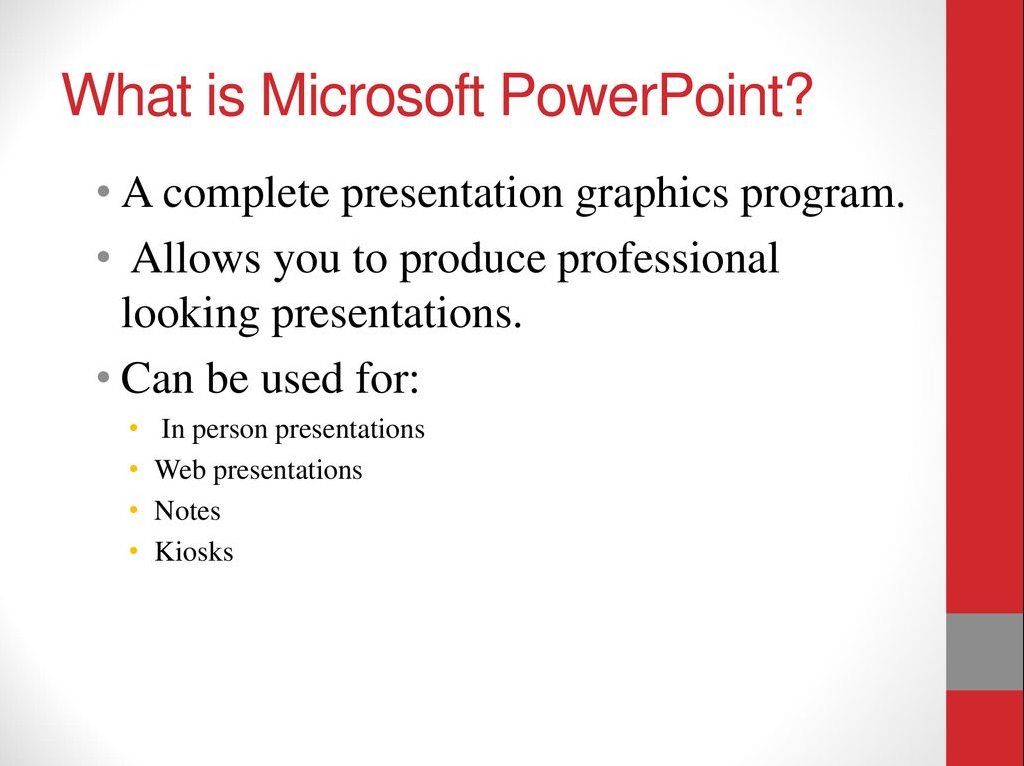 What is Microsoft PowerPoint?
• A complete presentation graphics program.
• Allows you to produce professional
looking presentations.
• Can be used for:
• In person presentations
• Web presentations
• Notes
• Kiosks